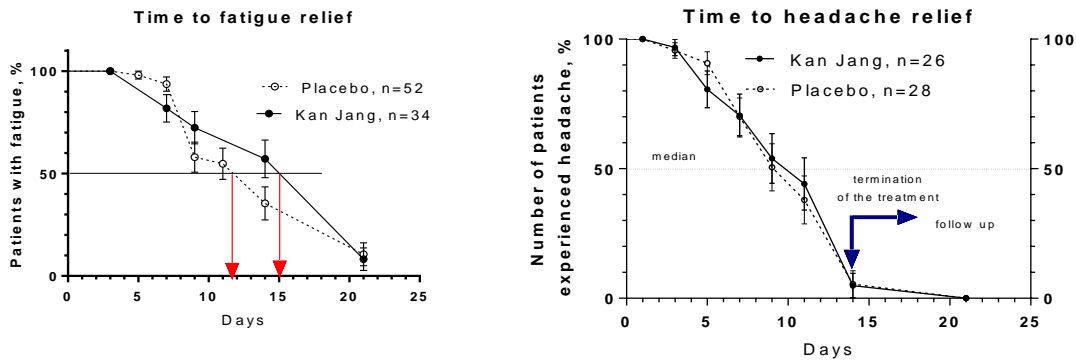 Time to fatigue relief
Patients with fatigue, %
100
50
0
Placebo, n=52
Kan Jang, n=34
0 5 10 15 20 25
Days
Time to headache relief
Number of patients
experienced headache, %
100
50
0
Kan Jang, n=26
Placebo, n=28
median
termination
of the treatment
follow up
100
50
0
0 5 10 15 20 25
Days